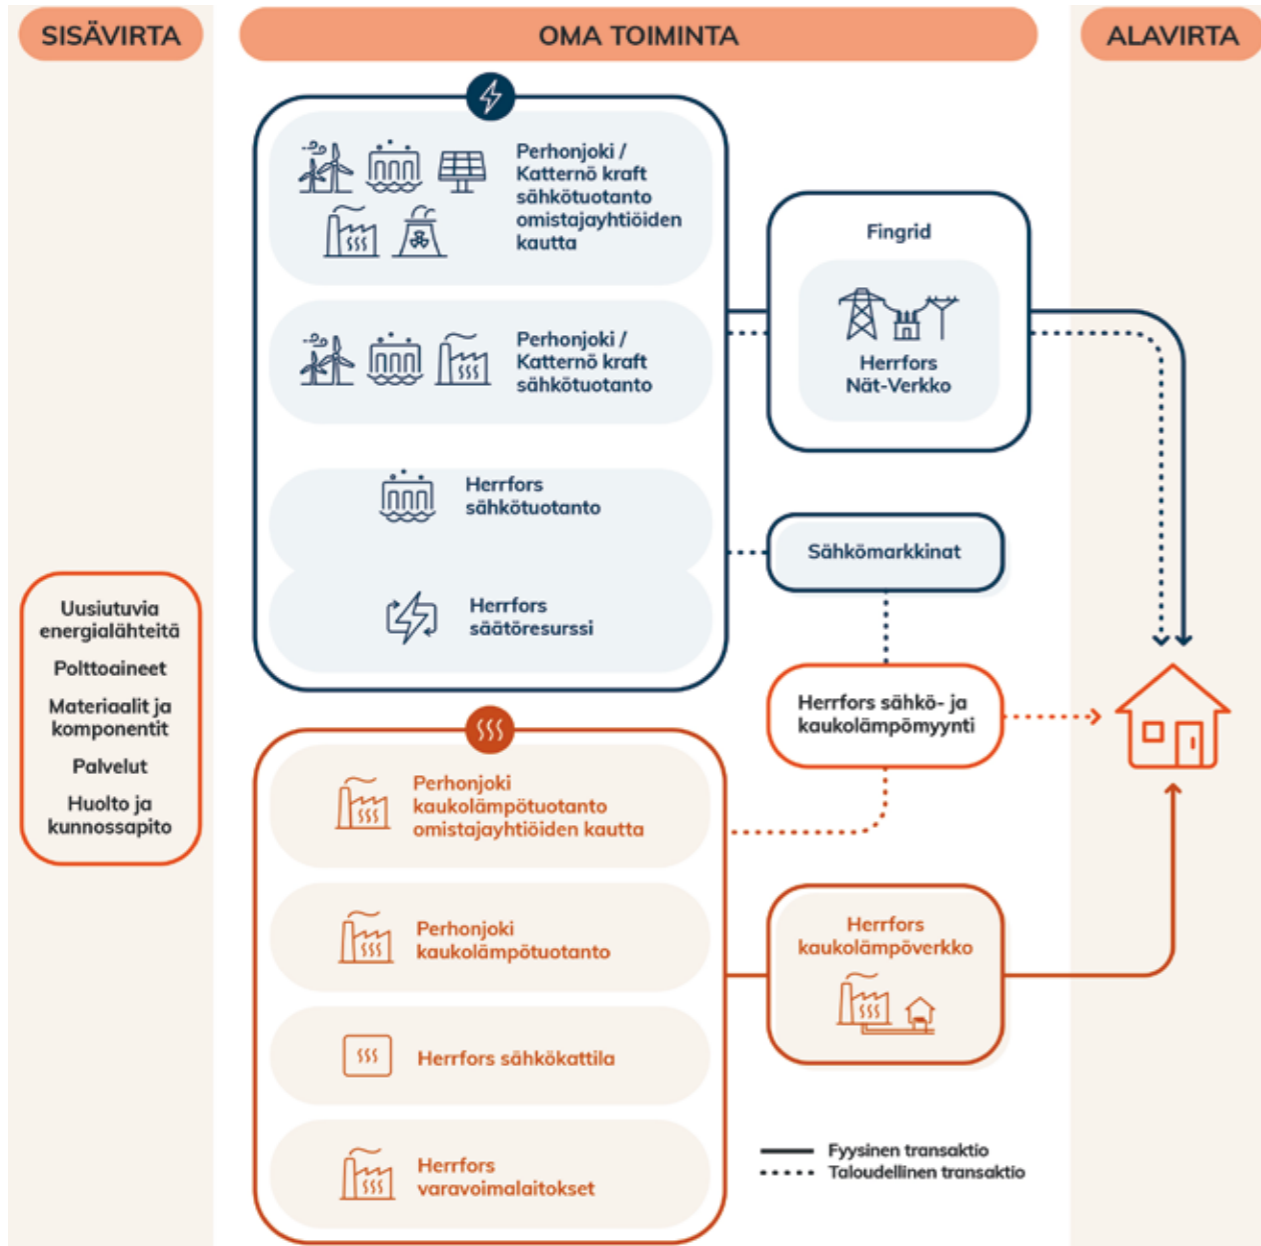 SISÄVIRTA
OMA TOIMINTA
ALAVIRTA
Uusiutuvia
energialähteitä
Polttoaineet
Materiaalit ja
komponentit
Palvelut
Huolto ja
kunnossapito
Perhonjoki /
Katternö kraft
sähkötuotanto
omistajayhtiöiden
kautta
Perhonjoki /
Katternö kraft
sähkötuotanto
Herrfors
sähkötuotanto
Herrfors
säätöresurssi
Fingrid
Herrfors
Nät-Verkko
Sähkömarkkinat
Herrfors sähkö- ja
kaukolämpömyynti
Perhonjoki
kaukolämpötuotanto
omistajayhtiöiden kautta
Perhonjoki
kaukolämpötuotanto
Herrfors sähkökattila
Herrfors
varavoimalaitokset
Herrfors
kaukolämpöverkko
Fyysinen transaktio
Taloudellinen transaktio